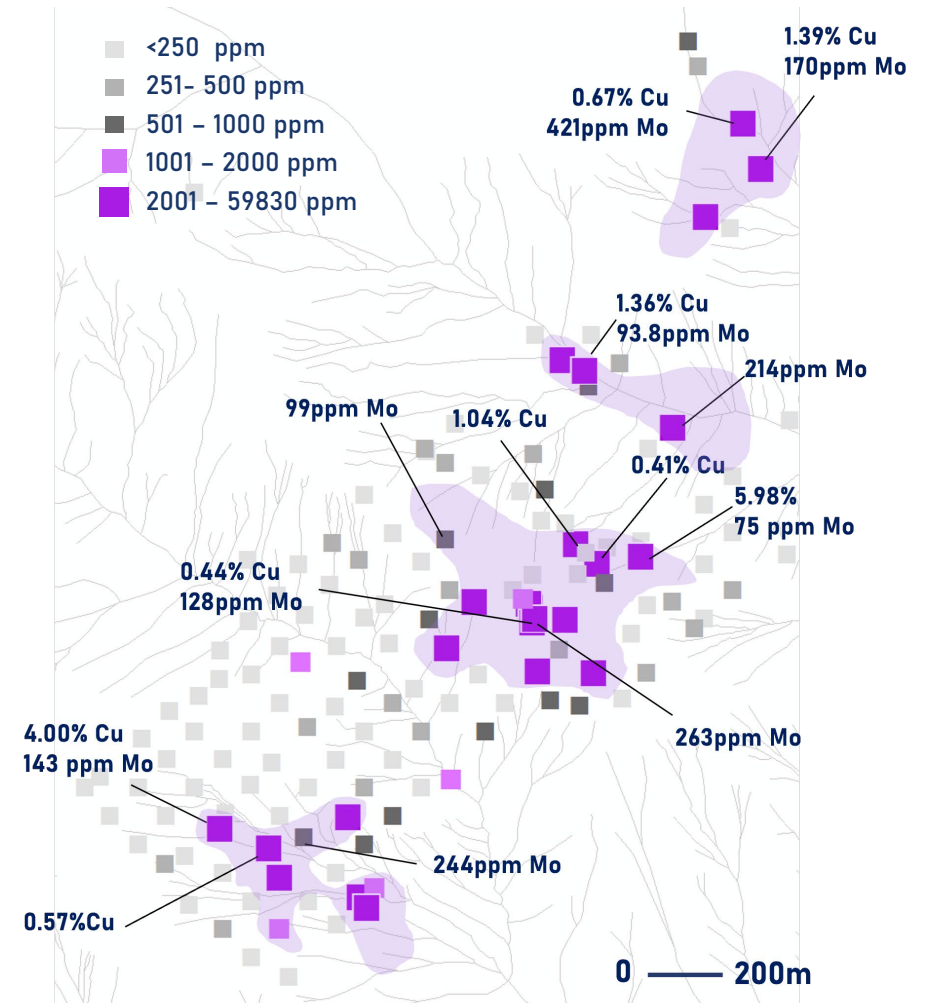 <250 ppm
251- 500 ppm
501 – 1000 ppm
1001 – 2000 ppm
2001 – 59830 ppm
1.39% Cu
170ppm Mo
0.67% Cu
421ppm Mo
1.36% Cu
93.8ppm Mo
214ppm Mo
99ppm Mo
1.04% Cu
0.41% Cu
5.98%
75 ppm Mo
0.44% Cu
128ppm Mo
263ppm Mo
4.00% Cu
143 ppm Mo
244ppm Mo
0.57%Cu
0 200m